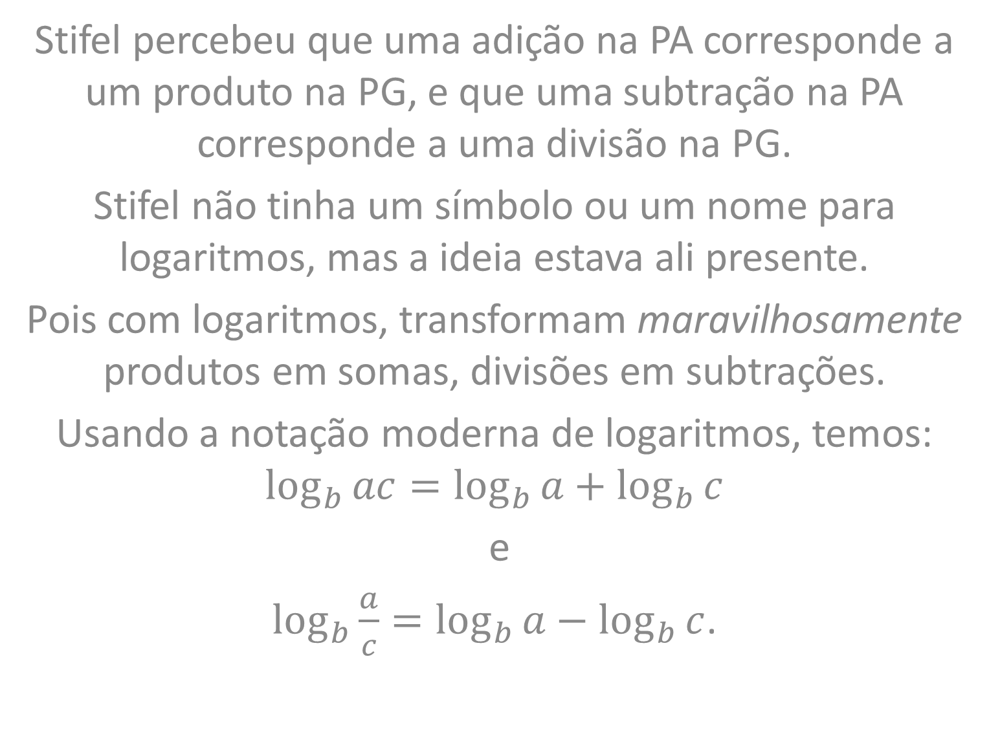 Stifel percebeu que uma adição na PA corresponde a
um produto na PG, e que uma subtração na PA
corresponde a uma divisão na PG.
Stifel não tinha um símbolo ou um nome para
logaritmos, mas a ideia estava ali presente.
Pois com logaritmos, transformam maravilhosamente
produtos em somas, divisões em subtrações.
Usando a notação moderna de logaritmos, temos:
log_b ac = log_b a + log_b c
e
log_b a/c = log_b a − log_b c.